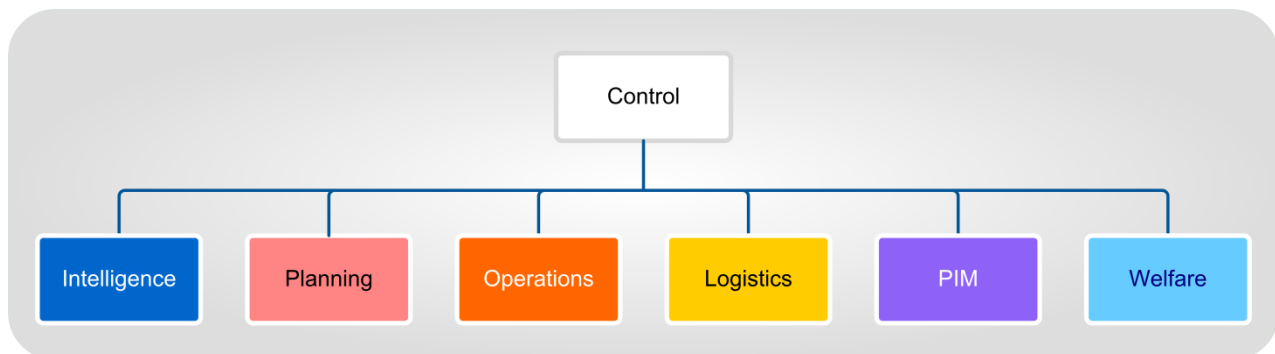 Control
Intelligence
Planning
Operations
Logistics
PIM
Welfare